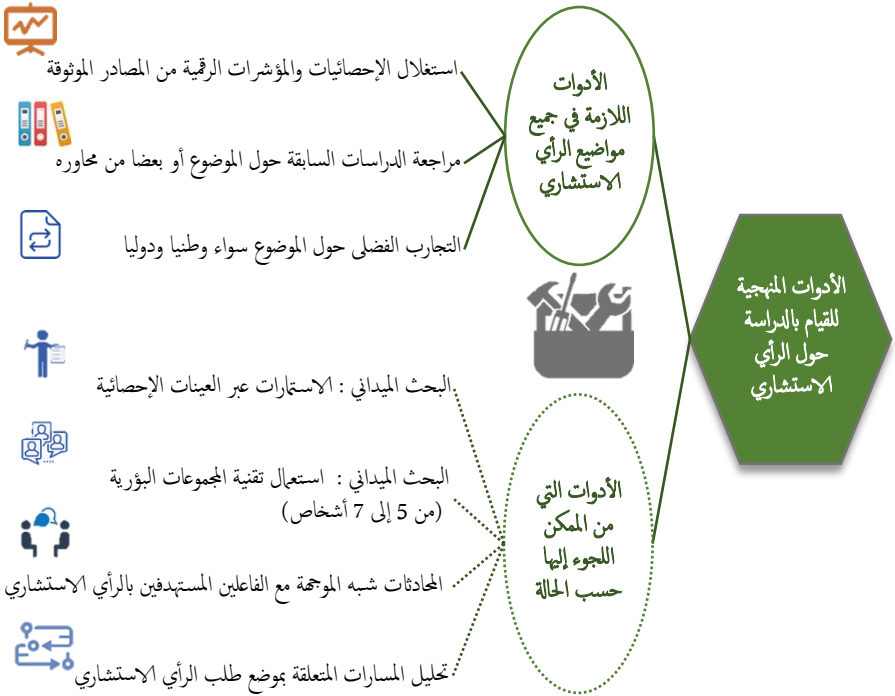 الأدوات المنهجية
للقيام بالدراسة
حول الرأي
الاستشاري
الأدوات
اللازمة في جميع
مواضيع الرأي
الاستشاري
استغلال الإحصائيات والمؤشرات الرقمية من المصادر الموثوقة
مراجعة الدراسات السابقة حول الموضوع أو بعضا من محاوره
التجارب الفضلى حول الموضوع سواء وطنيا ودوليا
الأدوات التي
من الممكن
اللجوء إليها
حسب الحالة
البحث الميداني : الاستمارات عبر العينات الإحصائية
البحث الميداني : استعمال تقنية المجموعات البؤرية
(من 5 إلى 7 أشخاص)
المحادثات شبه الموجهة مع الفاعلين المستهدفين بالرأي الاستشاري
تحليل المسارات المتعلقة بموضع طلب الرأي الاستشاري